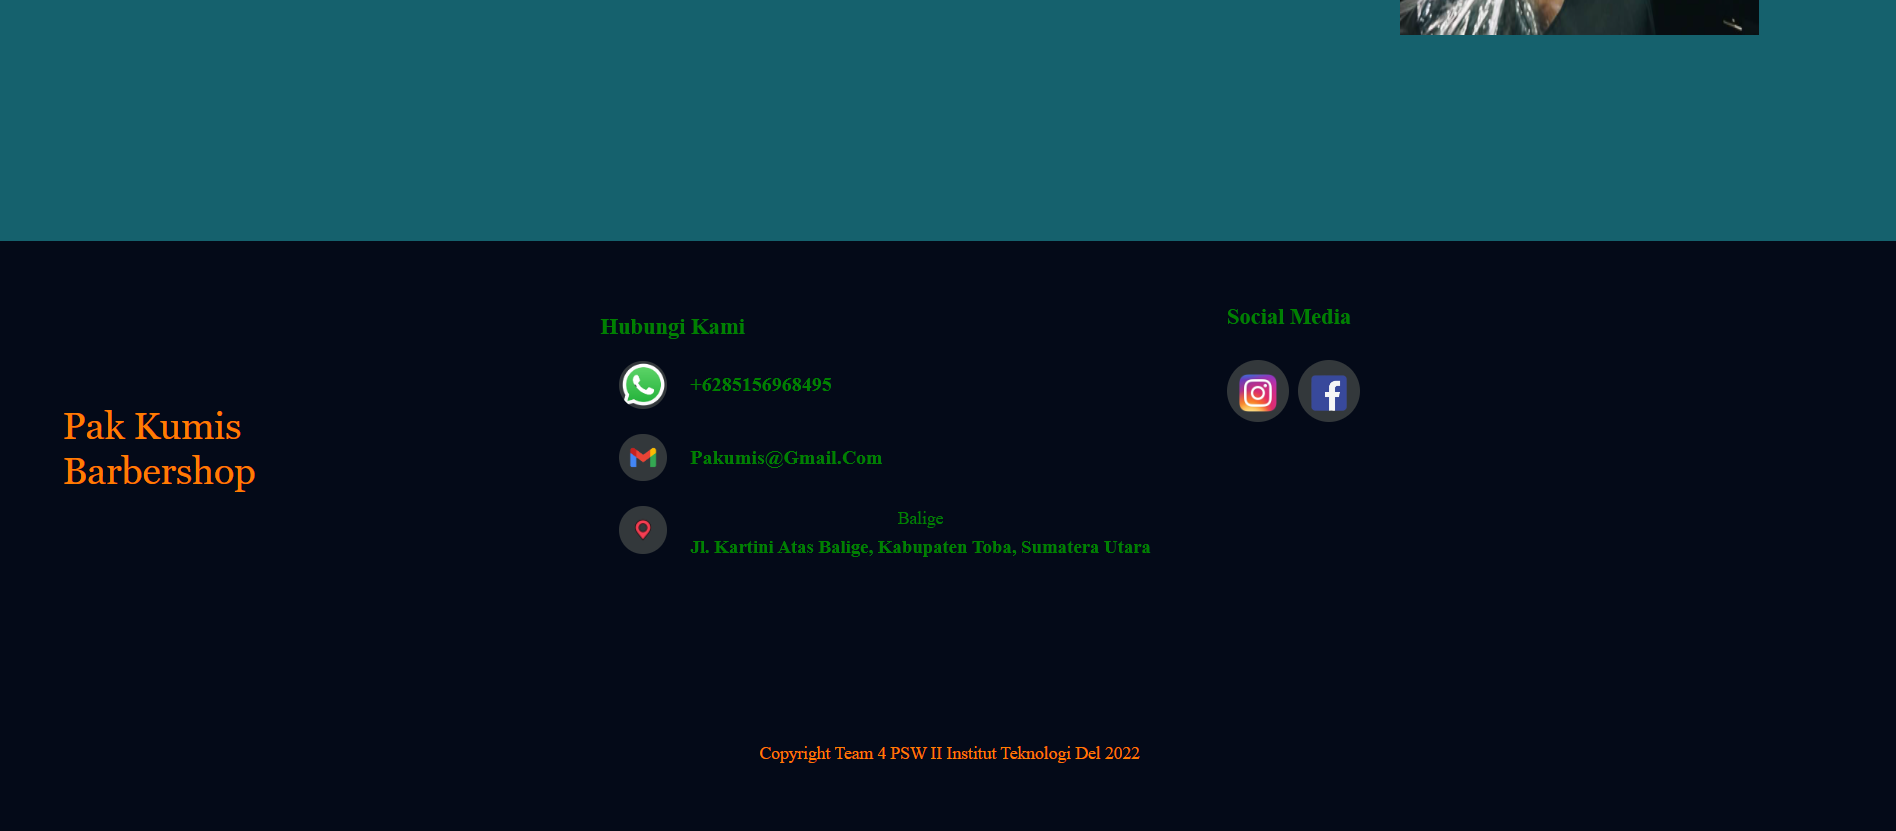 Pak Kumis
Barbershop
Hubungi Kami
+6285156968495
Pakumis@Gmail.Com
Balige
Jl. Kartini Atas Balige, Kabupaten Toba, Sumatera Utara
Social Media
Copyright Team 4 PSW II Institut Teknologi Del 2022